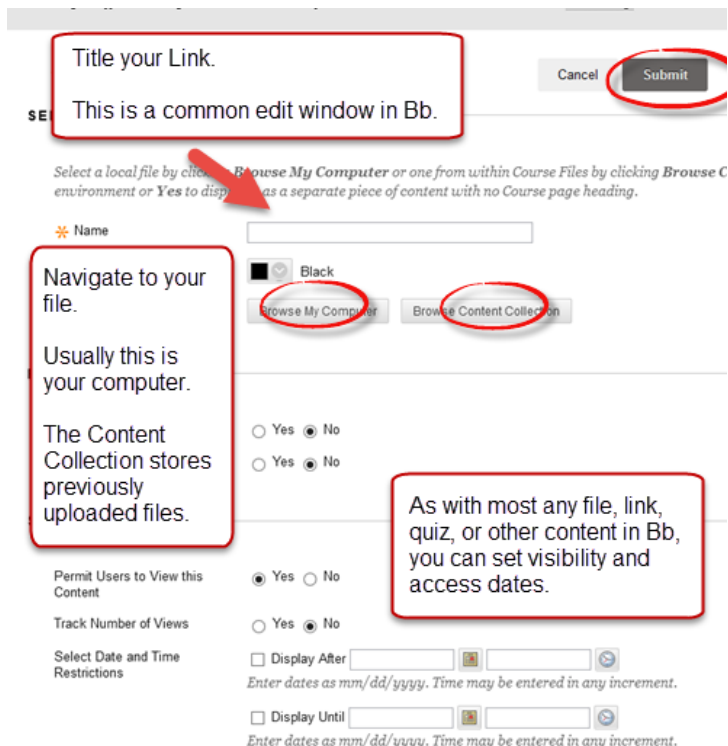 Title your Link.
This is a common edit window in Bb.
Cancel
Submit
SE
Select a local file by Browse My Computer or one from within Course Files by clicking Browse C
environment or Yes to as a separate piece of content with no Course page heading.
Name
Black
Browse My Computer
Browse Content Collection
Navigate to your
file.
Usually this is
your computer.
The Content
Collection stores
previously
uploaded files.
Yes No
Yes No
As with most any file, link,
quiz, or other content in Bb,
you can set visibility and
access dates.
Permit Users to View this
Content
Yes No
Track Number of Views
Yes No
Select Date and Time
Restrictions
Display After
Enter dates as mm/dd/yyyy. Time may be entered in any increment.
Display Until
Enter dates as mm/dd/yyyy. Time may be entered in any increment.